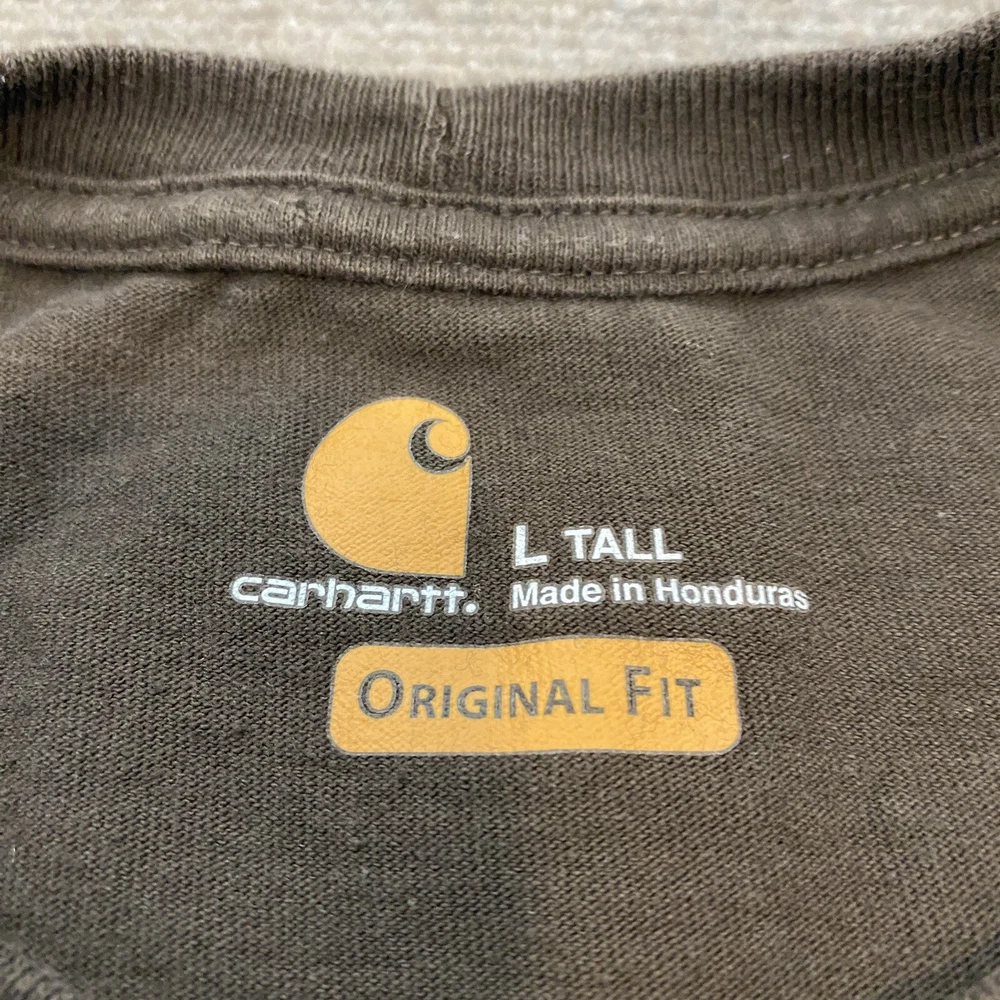 L TALL
carhartt.
Made in Honduras
ORIGINAL FIT